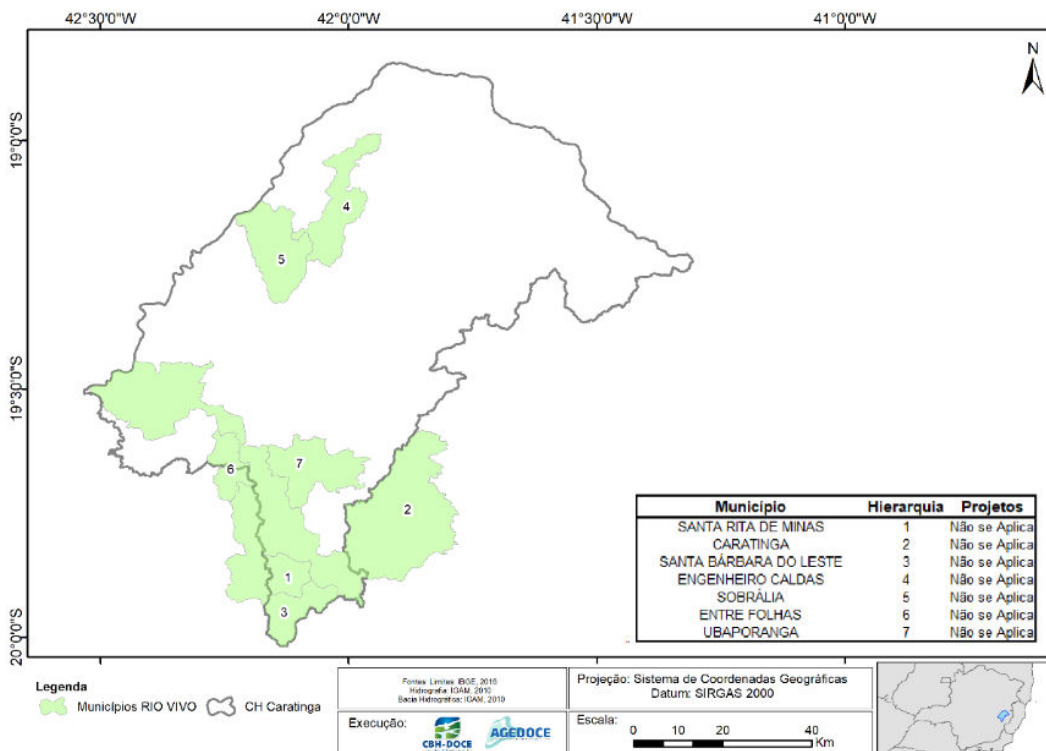 42°30'0"W 42°0'0"W 41°30'0"W 41°0'0"W
N
19°0'0"S
4
5
19°30'0"S
6
7
2
1
3
20°0'0"S
Município Hierarquia Projetos
SANTA RITA DE MINAS 1 Não se Aplica
CARATINGA 2 Não se Aplica
SANTA BÁRBARA DO LESTE 3 Não se Aplica
ENGENHEIRO CALDAS 4 Não se Aplica
SOBRÁLIA 5 Não se Aplica
ENTRE FOLHAS 6 Não se Aplica
UBAPORANGA 7 Não se Aplica
Legenda
Municípios RIO VIVO CH Caratinga
Fontes: Limites IBGE, 2015
Hidrografia: IGAM, 2010
Bacia Hidrográfica: IGAM, 2010
Execução:
CBH-DOCE AGEDOCE
Projeção: Sistema de Coordenadas Geográficas
Datum: SIRGAS 2000
Escala:
0 10 20 40
Km